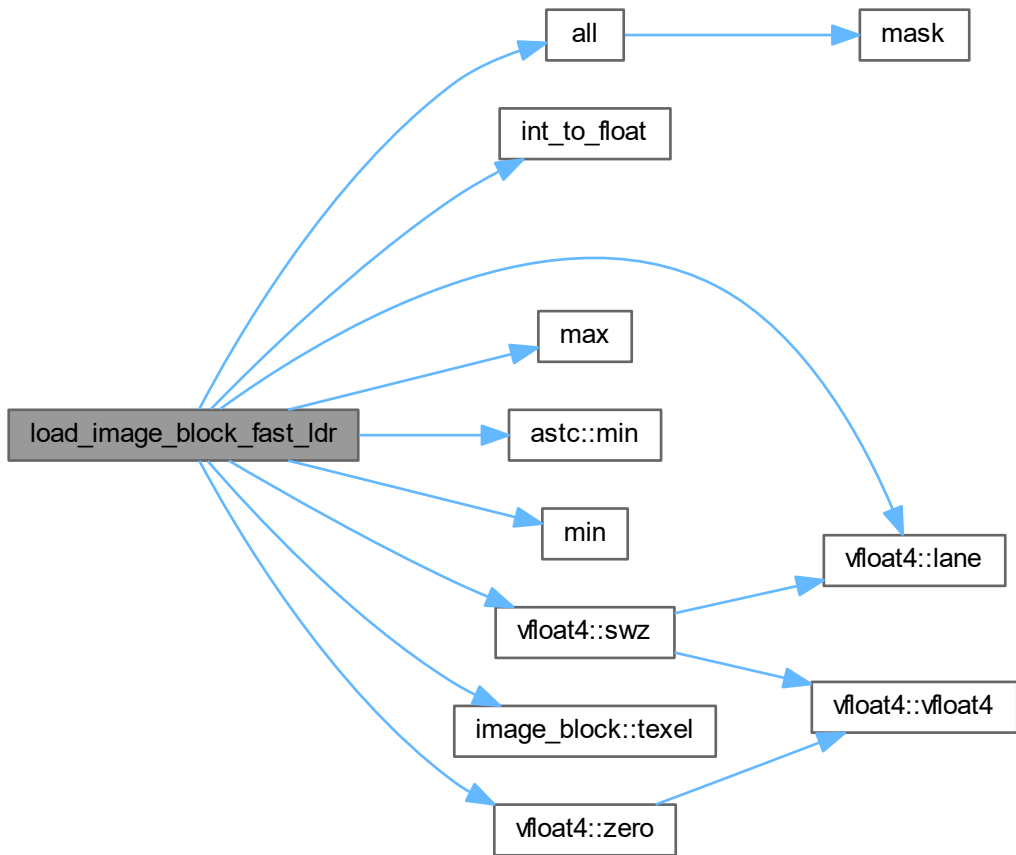 all
mask
int_to_float
max
load_image_block_fast_ldr
astc::min
min
vfloat4::lane
vfloat4::swz
vfloat4::vfloat4
image_block::texel
vfloat4::zero